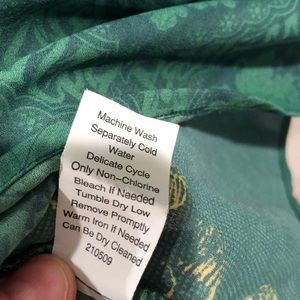 Machine Wash
Separately Cold
Water
Delicate Cycle
Only Non-Chlorine
Bleach If Needed
Tumble Dry Low
Remove Promptly
Warm Iron If Needed
Can Be Dry Cleaned
210509